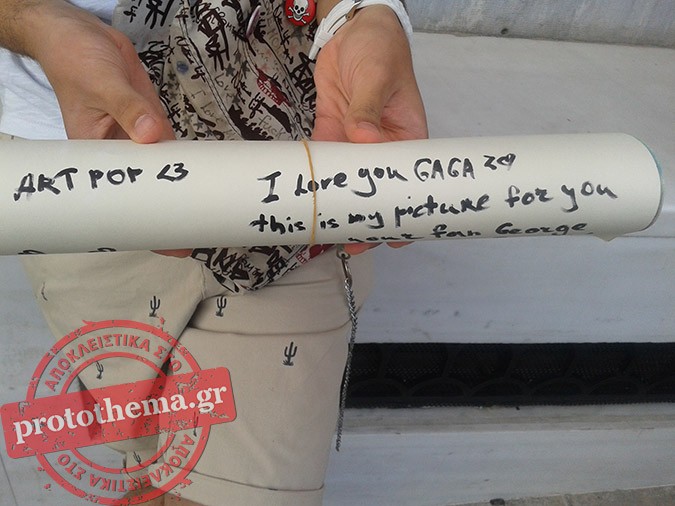 ART POP <3
I Love you GAGA
this is my picture for you
your fan George
ΑΠΟΚΛΕΙΣΤΙΚΑ ΣΤΟ
protothema.gr
ΑΠΟΚΛΕΙΣΤΙΚΑ ΣΤΟ